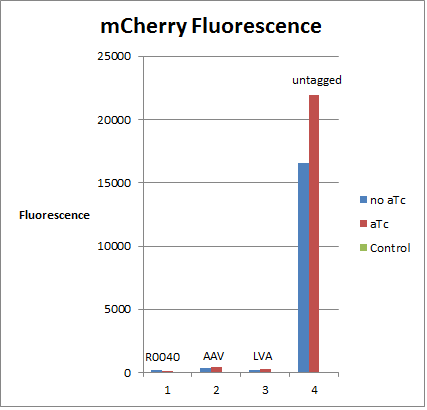 mCherry Fluorescence
25000
untagged
20000
15000
no aTc
Fluorescence
aTc
10000
Control
5000
R0040 AAV LVA
0
1 2 3 4